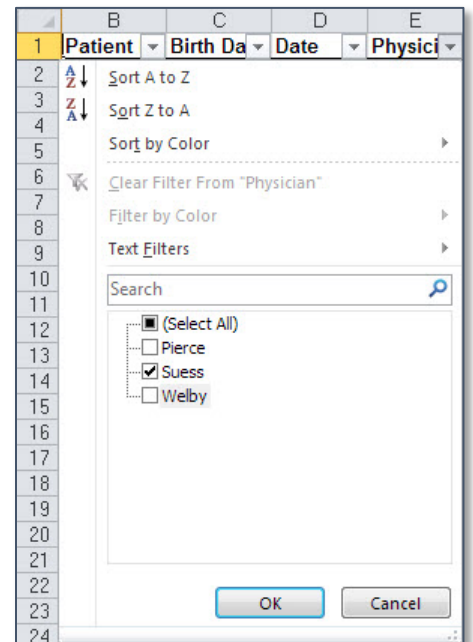 B C D E
1 Patient Birth Da Date Physici
2 Sort A to Z
3 Sort Z to A
4
5 Sort by Color
6 Clear Filter From "Physician"
7
8 Filter by Color
9 Text Filters
10
11 Search
12 (Select All)
13 Pierce
14 Suess
15 Welby
16
17
18
19
20
21
22
23 OK Cancel
24